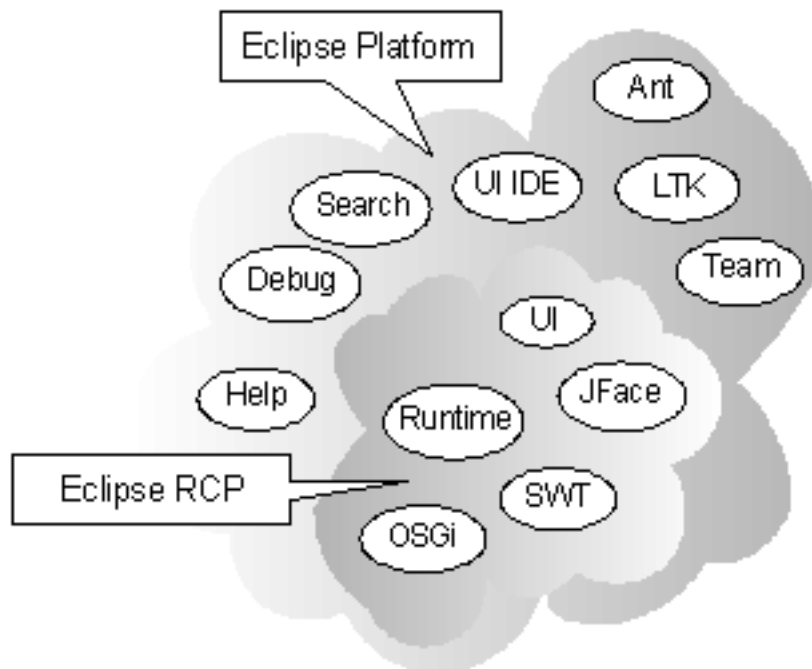 Eclipse Platform
Ant
UI IDE
LTK
Search
Team
Debug
UI
Help
JFace
Runtime
Eclipse RCP
SWT
OSGi